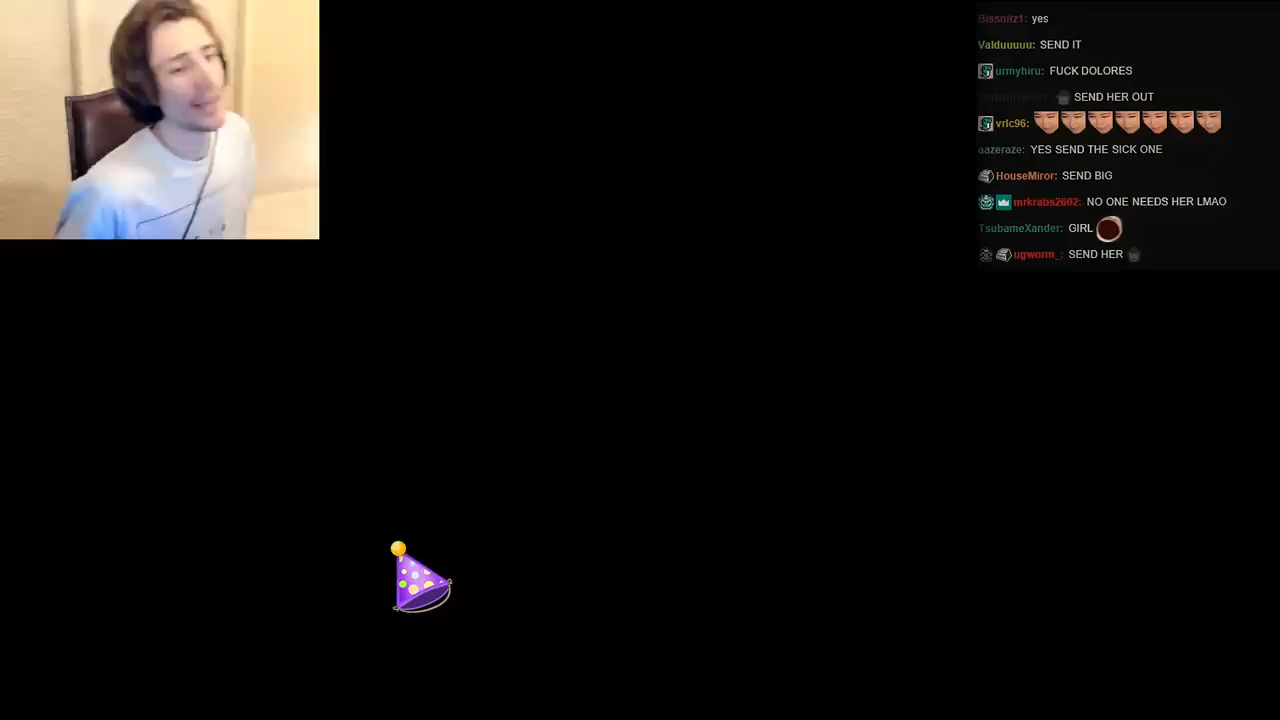 Bissnitz1: yes
Valduuuuu: SEND IT
urmyhiru: FUCK DOLORES
SEND HER OUT
vrlc96:
aazeraze: YES SEND THE SICK ONE
HouseMiror: SEND BIG
mrkrabs2602: NO ONE NEEDS HER LMAO
TsubameXander: GIRL
ugworm_: SEND HER